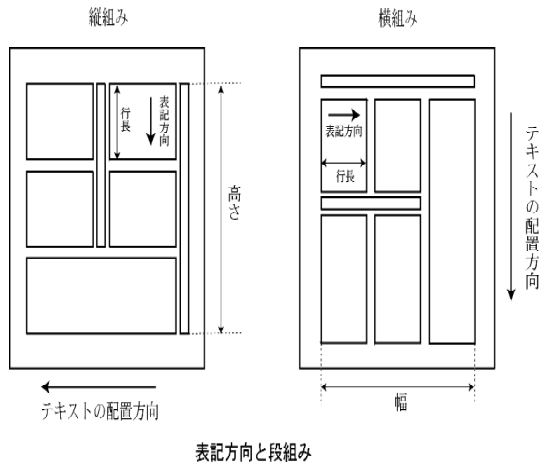 縦組み
横組み
表記方向
行長
高さ
テキストの配置方向
表記方向
行長
テキストの配置方向
幅
表記方向と段組み